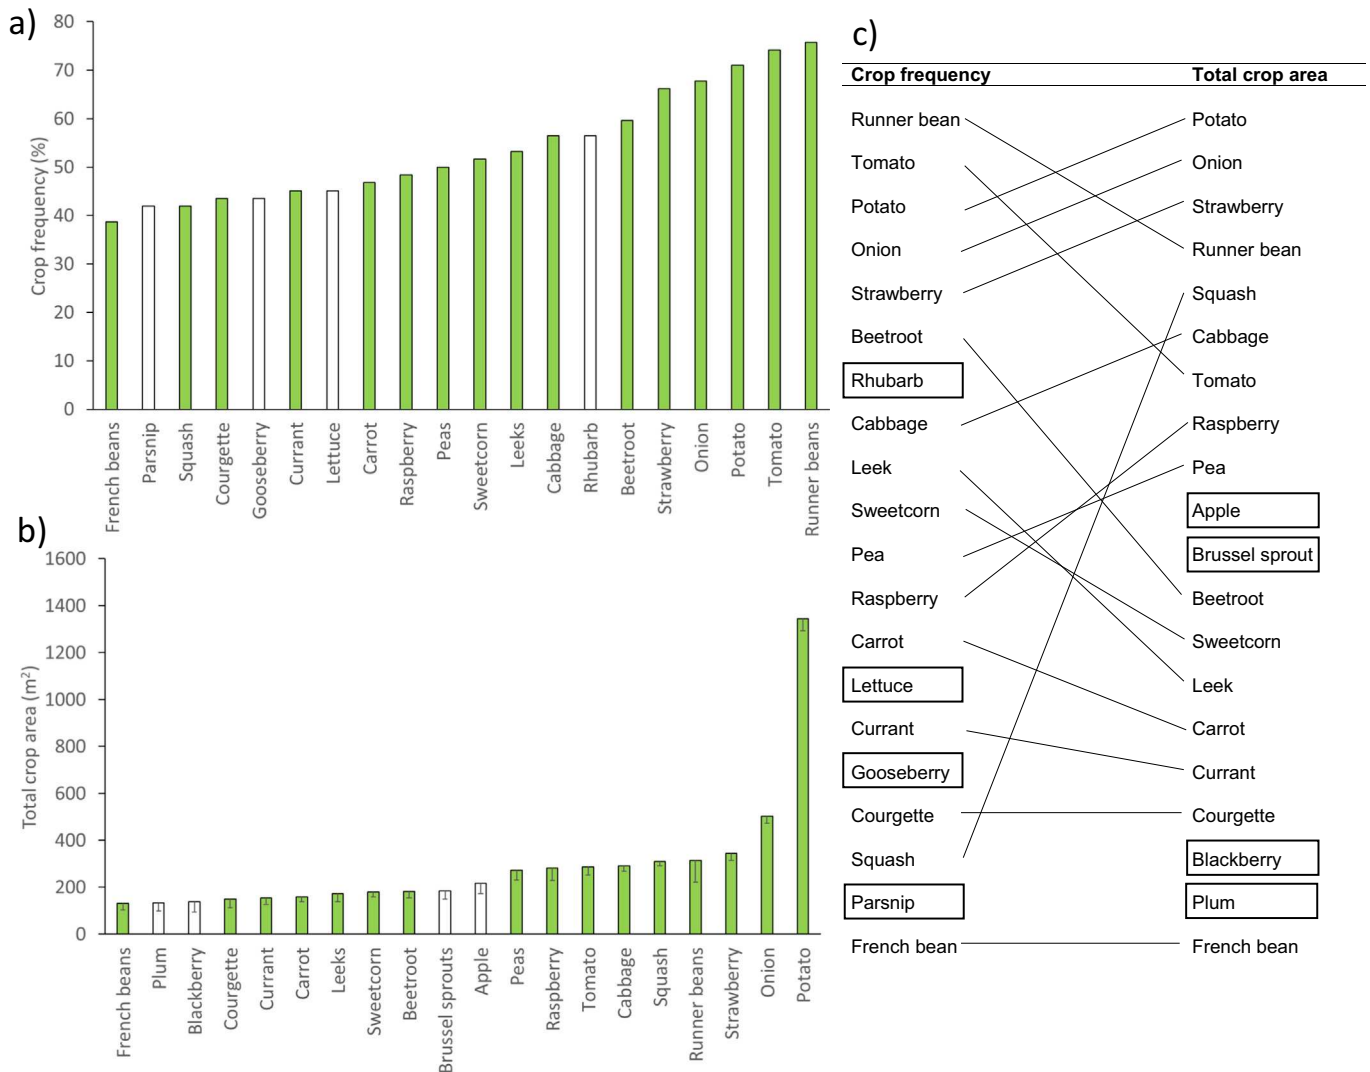 a)
80
70
60
50
40
30
20
10
0
Crop frequency (%)
French beans
Parsnip
Squash
Courgette
Gooseberry
Currant
Lettuce
Carrot
Raspberry
Peas
Sweetcorn
Leeks
Cabbage
Rhubarb
Beetroot
Strawberry
Onion
Potato
Tomato
Runner beans
b)
1600
1400
1200
1000
800
600
400
200
0
Total crop area (m²)
French beans
Plum
Blackberry
Courgette
Currant
Carrot
Leeks
Sweetcorn
Beetroot
Brussel sprouts
Apple
Peas
Raspberry
Tomato
Cabbage
Squash
Runner beans
Strawberry
Onion
Potato
c)
Crop frequency Total crop area
Runner bean Potato
Tomato Onion
Potato Strawberry
Onion Runner bean
Strawberry Squash
Beetroot Cabbage
Rhubarb Tomato
Cabbage Raspberry
Leek Pea
Sweetcorn Apple
Pea Brussel sprout
Raspberry Beetroot
Carrot Sweetcorn
Lettuce Leek
Currant Carrot
Gooseberry Currant
Courgette Courgette
Squash Blackberry
Parsnip Plum
French bean French bean